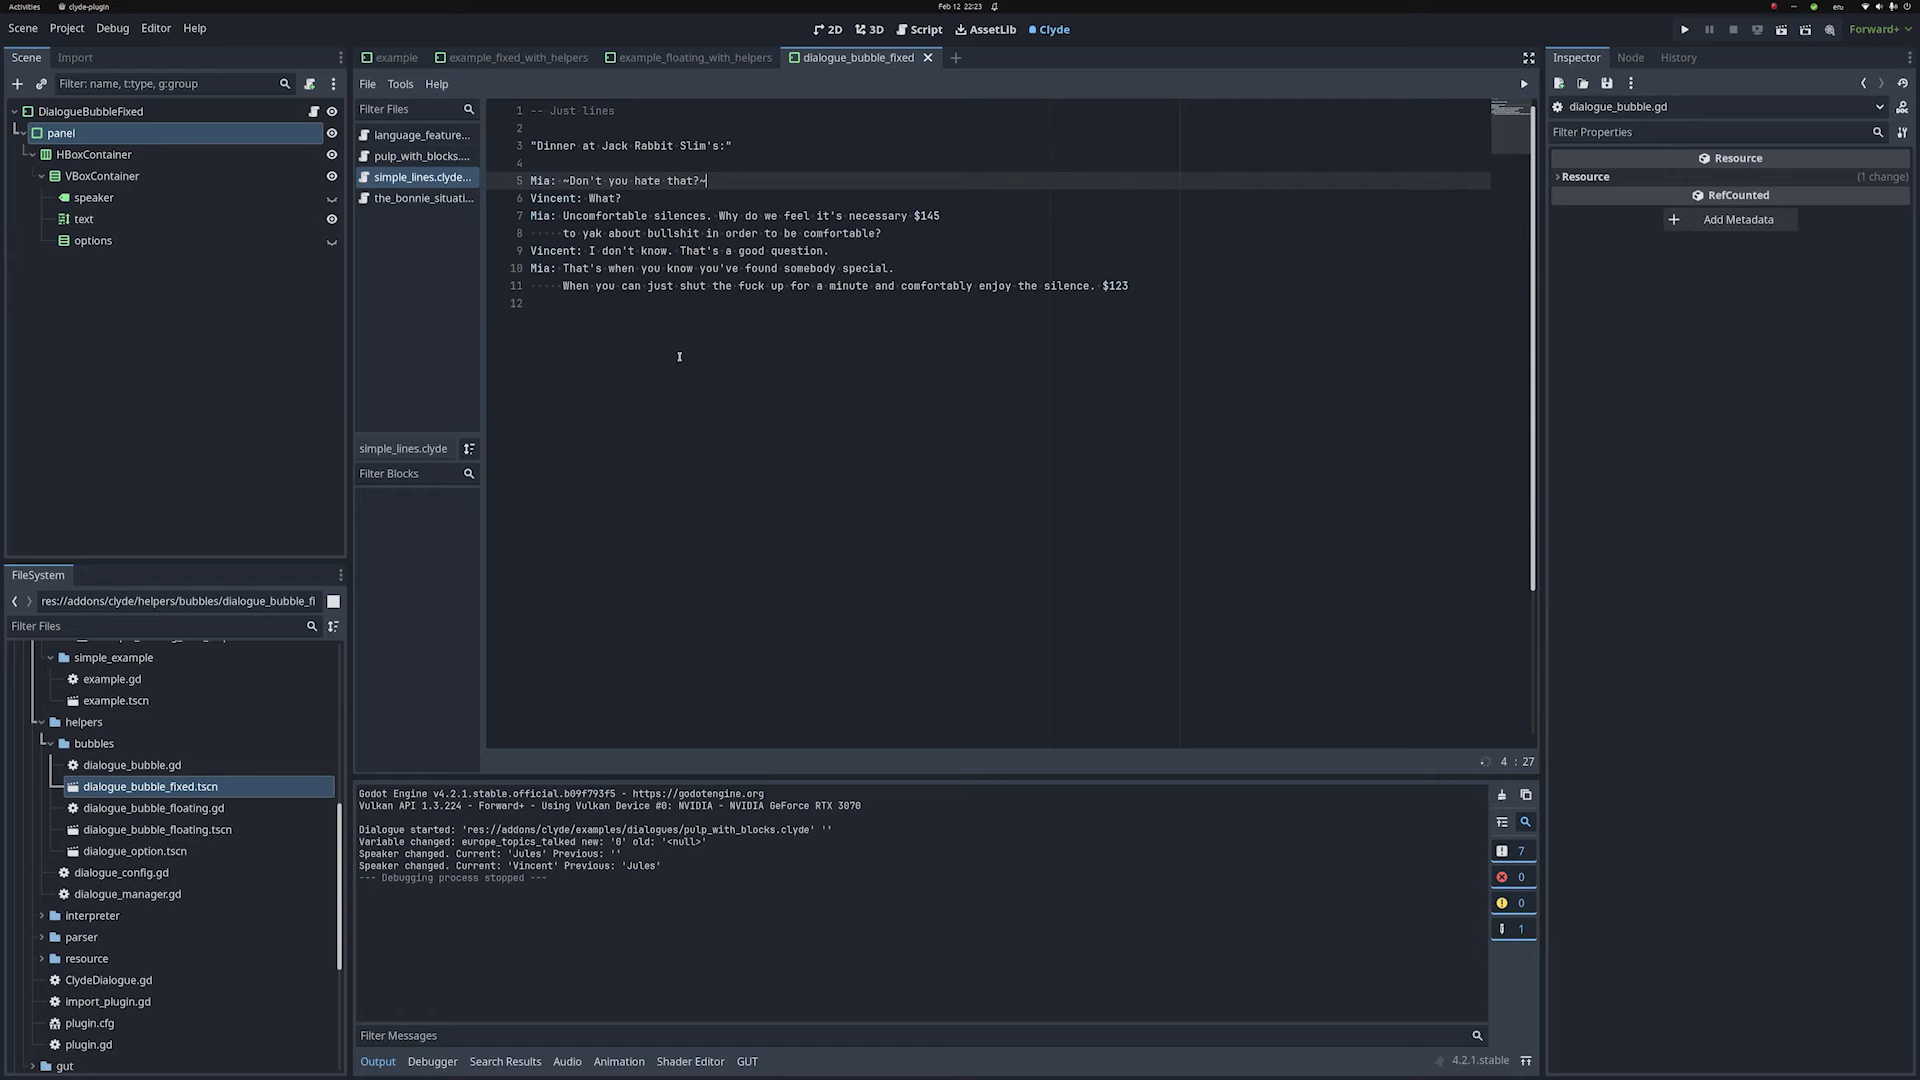 Activities
clyde-plugin
Feb 12 22:23
en
Scene Project Debug Editor Help
2D 3D Script AssetLib Clyde
Forward+
Scene Import
Filter: name, t:type, g:group
DialogueBubbleFixed
panel
HBoxContainer
VBoxContainer
speaker
text
options
FileSystem
res://addons/clyde/helpers/bubbles/dialogue_bubble_fi
Filter Files
simple_example
example.gd
example.tscn
helpers
bubbles
dialogue_bubble.gd
dialogue_bubble_fixed.tscn
dialogue_bubble_floating.gd
dialogue_bubble_floating.tscn
dialogue_option.tscn
dialogue_config.gd
dialogue_manager.gd
interpreter
parser
resource
ClydeDialogue.gd
import_plugin.gd
plugin.cfg
plugin.gd
gut
example example_fixed_with_helpers example_floating_with_helpers dialogue_bubble_fixed
File Tools Help
Filter Files
language_feature...
pulp_with_blocks....
simple_lines.clyde...
the_bonnie_situati...
simple_lines.clyde
Filter Blocks
1 -- Just lines
2
3 "Dinner at Jack Rabbit Slim's:"
4
5 Mia: ~Don't you hate that?~
6 Vincent: What?
7 Mia: Uncomfortable silences. Why do we feel it's necessary $145
8 to yak about bullshit in order to be comfortable?
9 Vincent: I don't know. That's a good question.
10 Mia: That's when you know you've found somebody special.
11 When you can just shut the fuck up for a minute and comfortably enjoy the silence. $123
12
4 : 27
Godot Engine v4.2.1.stable.official.b09f793f5 - https://godotengine.org
Vulkan API 1.3.224 - Forward+ - Using Vulkan Device #0: NVIDIA - NVIDIA GeForce RTX 3070
Dialogue started: 'res://addons/clyde/examples/dialogues/pulp_with_blocks.clyde' ''
Variable changed: europe_topics_talked new: '0' old: '<null>'
Speaker changed. Current: 'Jules' Previous: ''
Speaker changed. Current: 'Vincent' Previous: 'Jules'
--- Debugging process stopped ---
7
0
0
1
Filter Messages
Output Debugger Search Results Audio Animation Shader Editor GUT
4.2.1.stable
Inspector Node History
dialogue_bubble.gd
Filter Properties
Resource
Resource (1 change)
RefCounted
Add Metadata